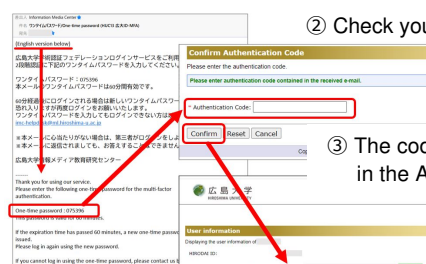 差出人 Information Media Center
件名 ワンタイムパスワード/One-time password (HUCII 広大ID-MFA)
宛先
(English version below)
広島大学学術認証フェデレーションログインサービスをご利用
2段階認証に下記のワンタイムパスワードを入力してください。
ワンタイムパスワード：075396
本メールのワンタイムパスワードは60分間有効です。
60分経過後にログインされる場合は新しいワンタイムパスワー
恐れ入りますが再度ログインをお願いいたします。
ワンタイムパスワードを入力してもログインできない方は
imc-helpdesk@ml.hiroshima-u.ac.jp
※本メールに心当たりがない場合は、第三者がログインをしよ
※本メールに返信されましても、お答えすることできません
広島大学情報メディア教育研究センター
Thank you for using our service.
Please enter the following one-time password for the multi-factor
authentication.
One-time password : 075396
This password is valid for 60 minutes.
If the expiration time has passed 60 minutes, a new one-time passwo
issued.
Please log in again using the new password.
If you cannot log in using the one-time password, please contact us b
② Check you
Confirm Authentication Code
Please enter the authentication code.
Please enter authentication code contained in the received e-mail.
* Authentication Code:
Confirm Reset Cancel
Cop
③ The cod
in the A
広島大学
HIROSHIMA UNIVERSITY
User information
Displaying the user information of
HIRODAI ID: